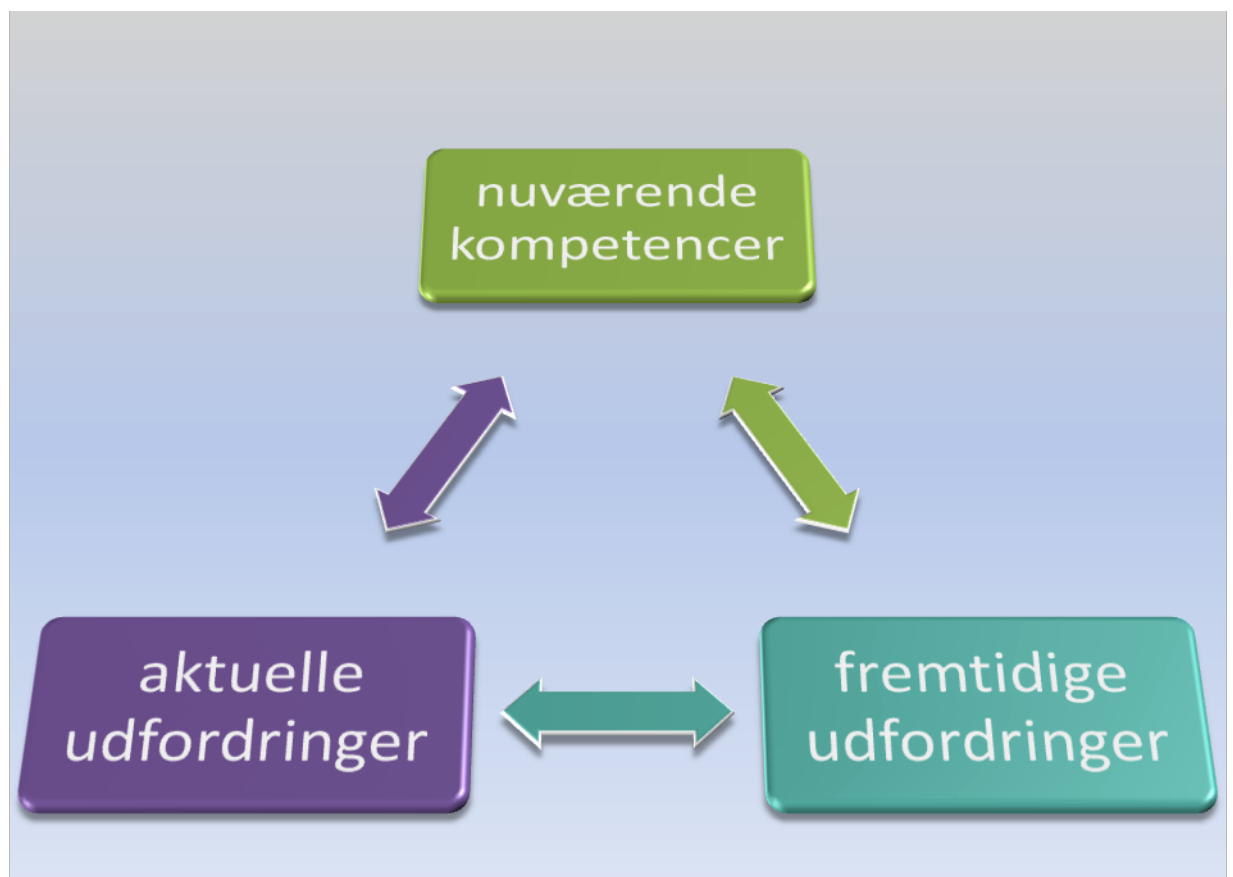 nuværende
kompetencer
aktuelle
udfordringer
fremtidige
udfordringer